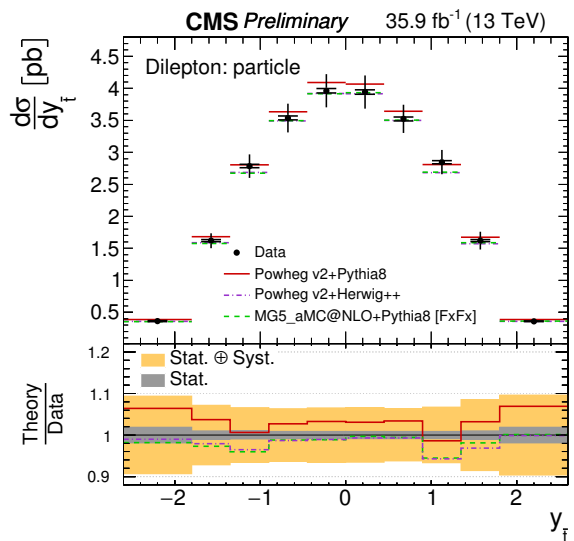 CMS Preliminary 35.9 fb⁻¹ (13 TeV)
dσ/dy_t̄ [pb]
Dilepton: particle
4.5
4
3.5
3
2.5
2
1.5
1
0.5
Data
Powheg v2+Pythia8
Powheg v2+Herwig++
MG5_aMC@NLO+Pythia8 [FxFx]
Theory/Data
1.2
1.1
1
0.9
Stat. ⊕ Syst.
Stat.
−2 −1 0 1 2
y_t̄